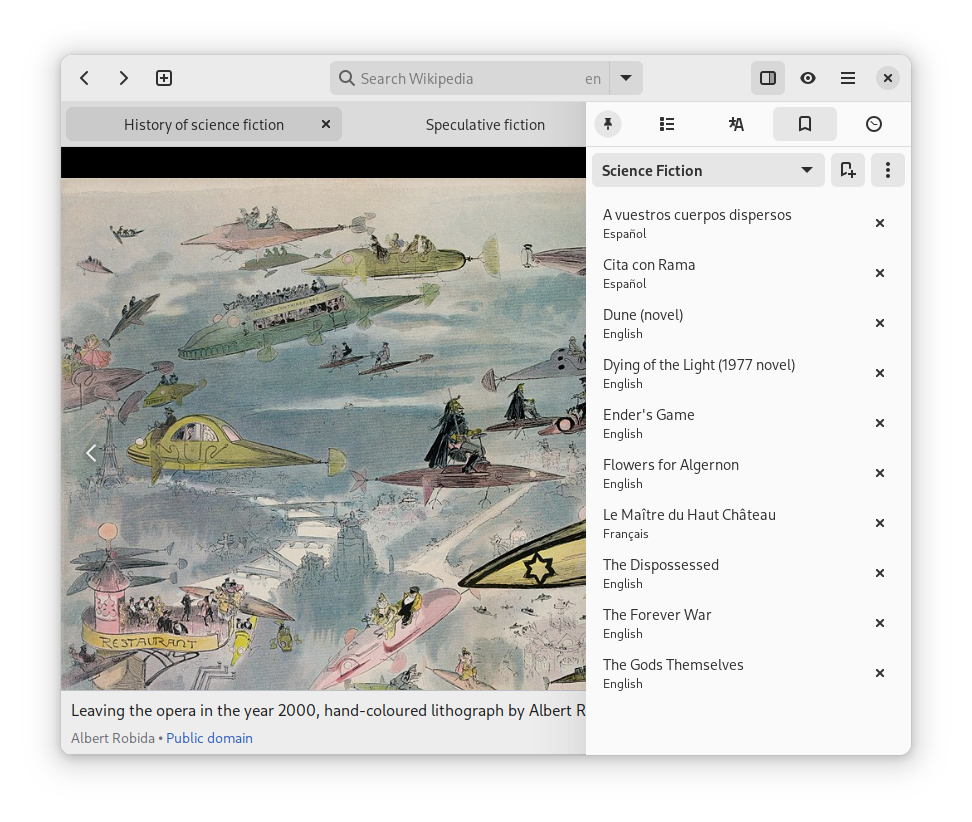 Search Wikipedia en
History of science fiction
Speculative fiction
Science Fiction
A vuestros cuerpos dispersos
Español
Cita con Rama
Español
Dune (novel)
English
Dying of the Light (1977 novel)
English
Ender's Game
English
Flowers for Algernon
English
Le Maître du Haut Château
Français
The Dispossessed
English
The Forever War
English
The Gods Themselves
English
RESTAURANT
Leaving the opera in the year 2000, hand-coloured lithograph by Albert R
Albert Robida • Public domain